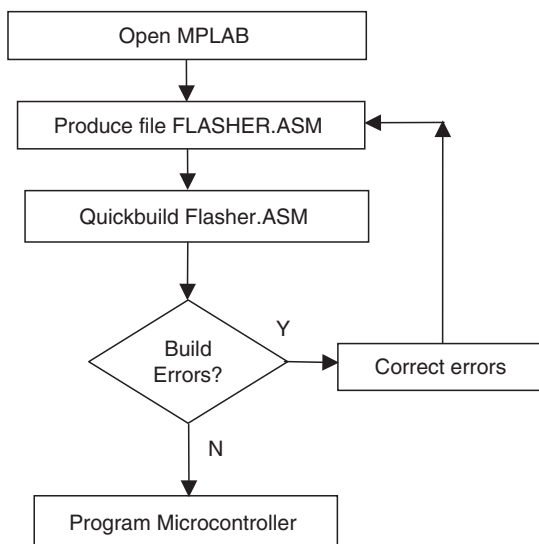 Open MPLAB
Produce file FLASHER.ASM
Quickbuild Flasher.ASM
Build
Errors?
Y
Correct errors
N
Program Microcontroller